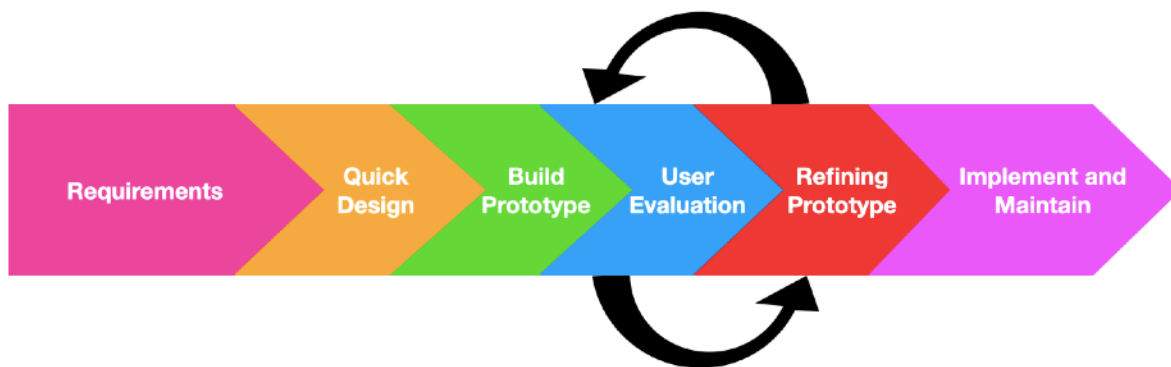 Requirements
Quick
Design
Build
Prototype
User
Evaluation
Refining
Prototype
Implement and
Maintain